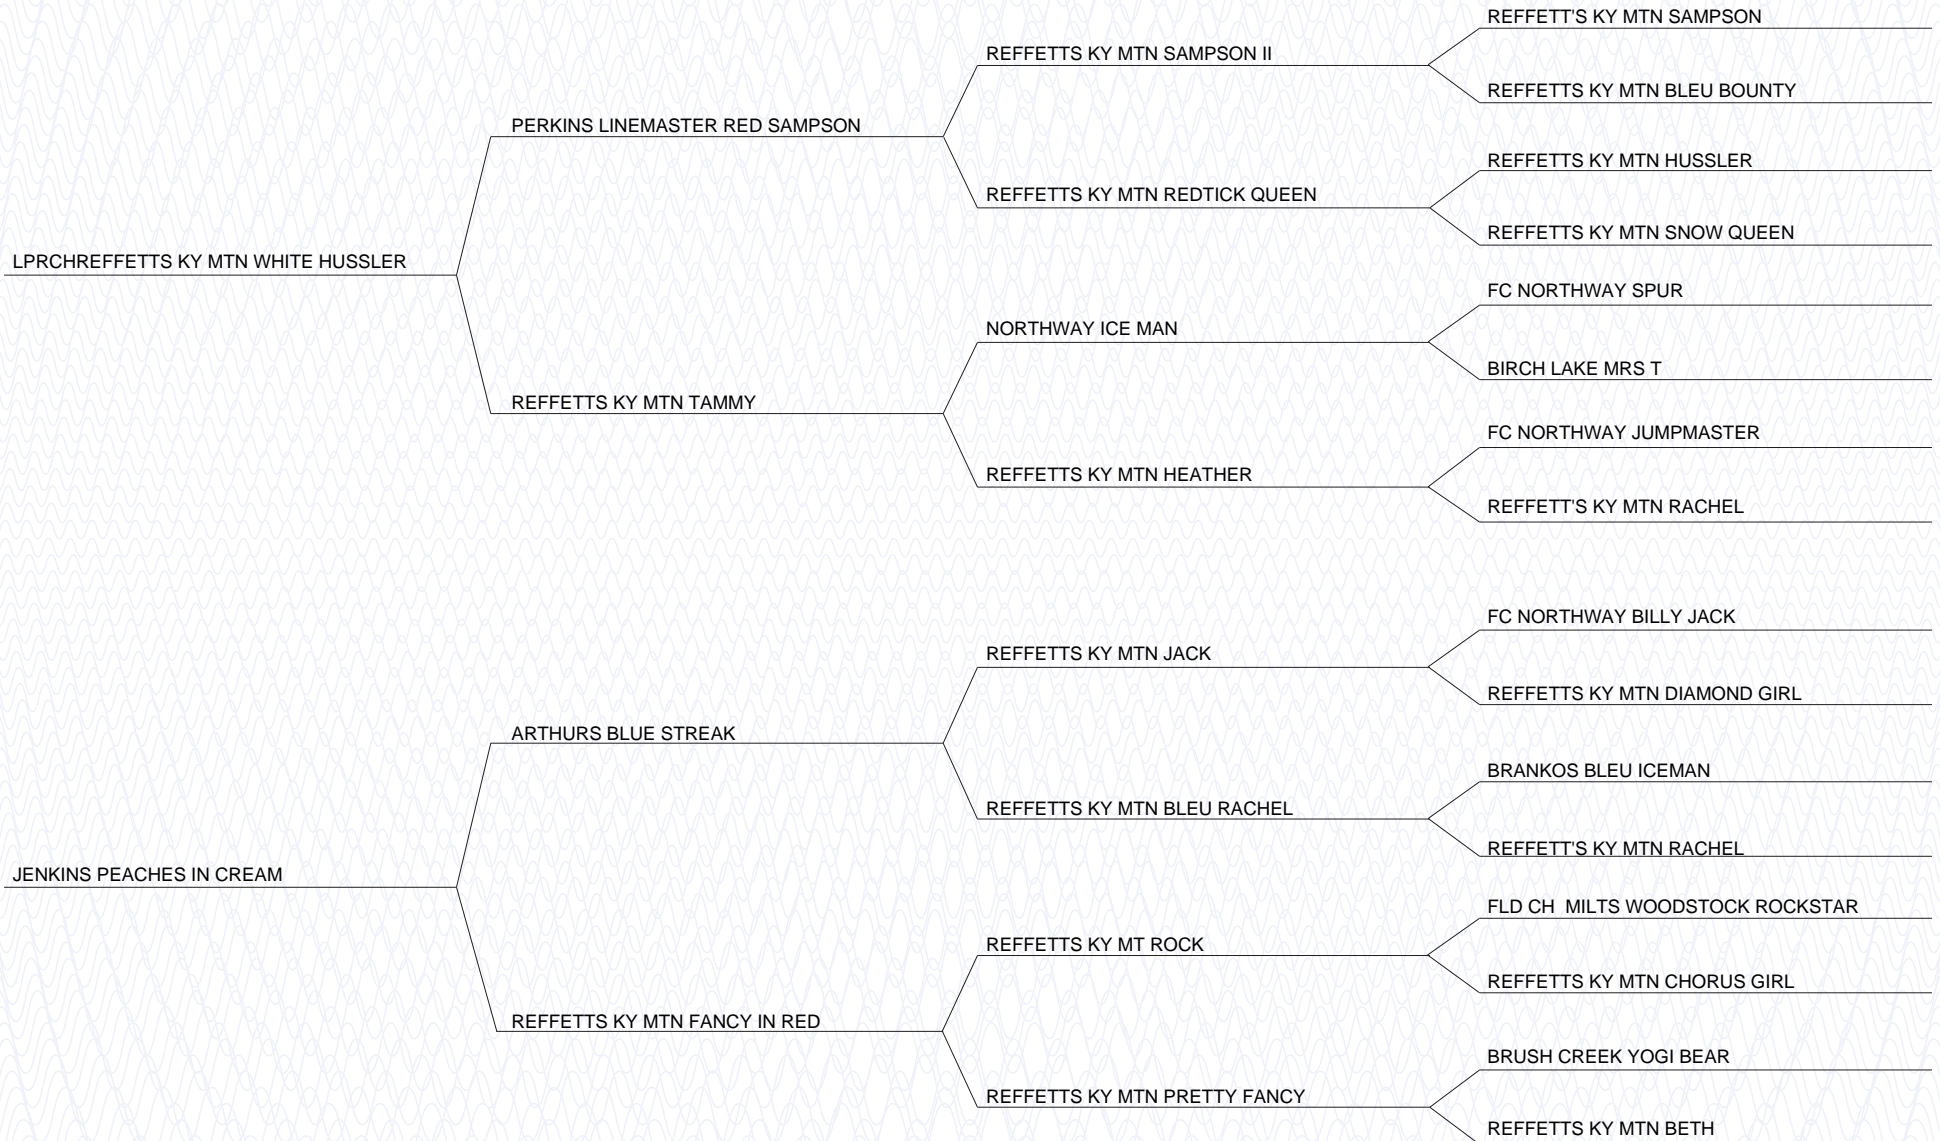 REFFETT'S KY MTN SAMPSON
REFFETTS KY MTN SAMPSON II
REFFETTS KY MTN BLEU BOUNTY
PERKINS LINEMASTER RED SAMPSON
REFFETTS KY MTN HUSSLER
REFFETTS KY MTN REDTICK QUEEN
REFFETTS KY MTN SNOW QUEEN
LPRCHREFFETTS KY MTN WHITE HUSSLER
FC NORTHWAY SPUR
NORTHWAY ICE MAN
BIRCH LAKE MRS T
REFFETTS KY MTN TAMMY
FC NORTHWAY JUMPMASTER
REFFETTS KY MTN HEATHER
REFFETT'S KY MTN RACHEL
FC NORTHWAY BILLY JACK
REFFETTS KY MTN JACK
REFFETTS KY MTN DIAMOND GIRL
ARTHURS BLUE STREAK
BRANKOS BLEU ICEMAN
REFFETTS KY MTN BLEU RACHEL
REFFETT'S KY MTN RACHEL
JENKINS PEACHES IN CREAM
FLD CH  MILTS WOODSTOCK ROCKSTAR
REFFETTS KY MT ROCK
REFFETTS KY MTN CHORUS GIRL
REFFETTS KY MTN FANCY IN RED
BRUSH CREEK YOGI BEAR
REFFETTS KY MTN PRETTY FANCY
REFFETTS KY MTN BETH